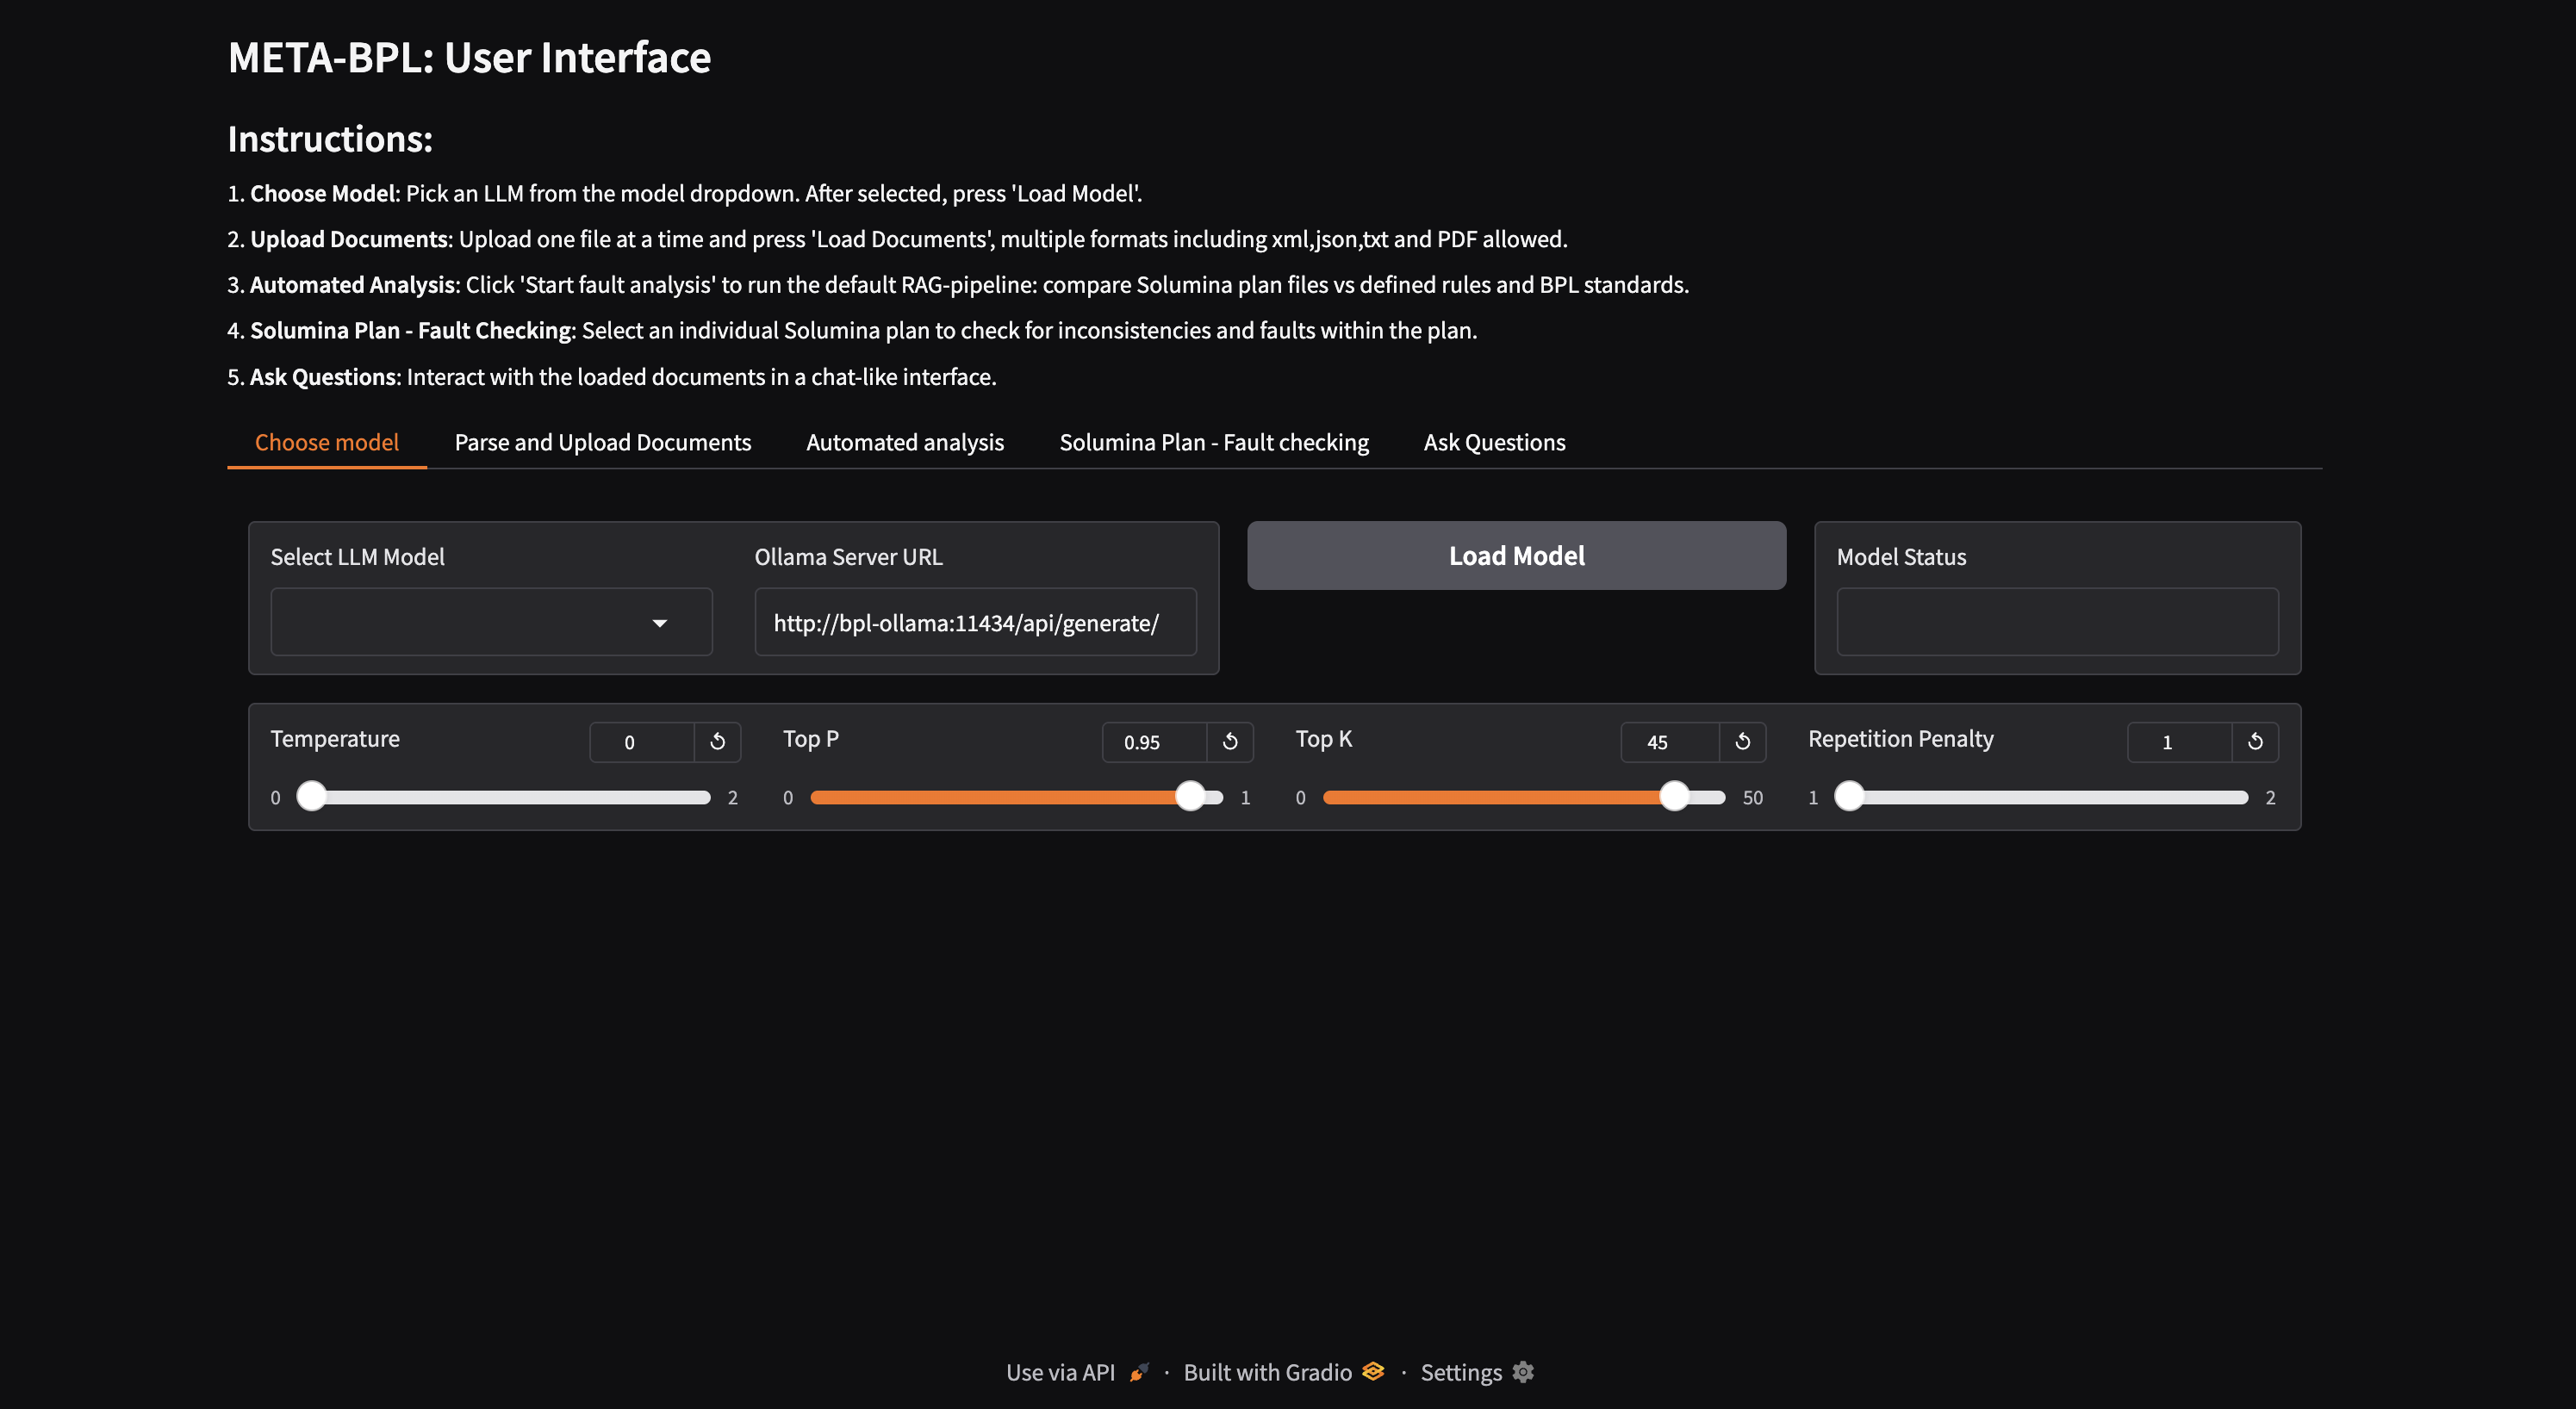 META-BPL: User Interface
Instructions:
1. Choose Model: Pick an LLM from the model dropdown. After selected, press 'Load Model'.
2. Upload Documents: Upload one file at a time and press 'Load Documents', multiple formats including xml,json,txt and PDF allowed.
3. Automated Analysis: Click 'Start fault analysis' to run the default RAG-pipeline: compare Solumina plan files vs defined rules and BPL standards.
4. Solumina Plan - Fault Checking: Select an individual Solumina plan to check for inconsistencies and faults within the plan.
5. Ask Questions: Interact with the loaded documents in a chat-like interface.
Choose model Parse and Upload Documents Automated analysis Solumina Plan - Fault checking Ask Questions
Select LLM Model Ollama Server URL Load Model Model Status
http://bpl-ollama:11434/api/generate/
Temperature 0 Top P 0.95 Top K 45 Repetition Penalty 1
0 2 0 1 0 50 1 2
Use via API · Built with Gradio · Settings